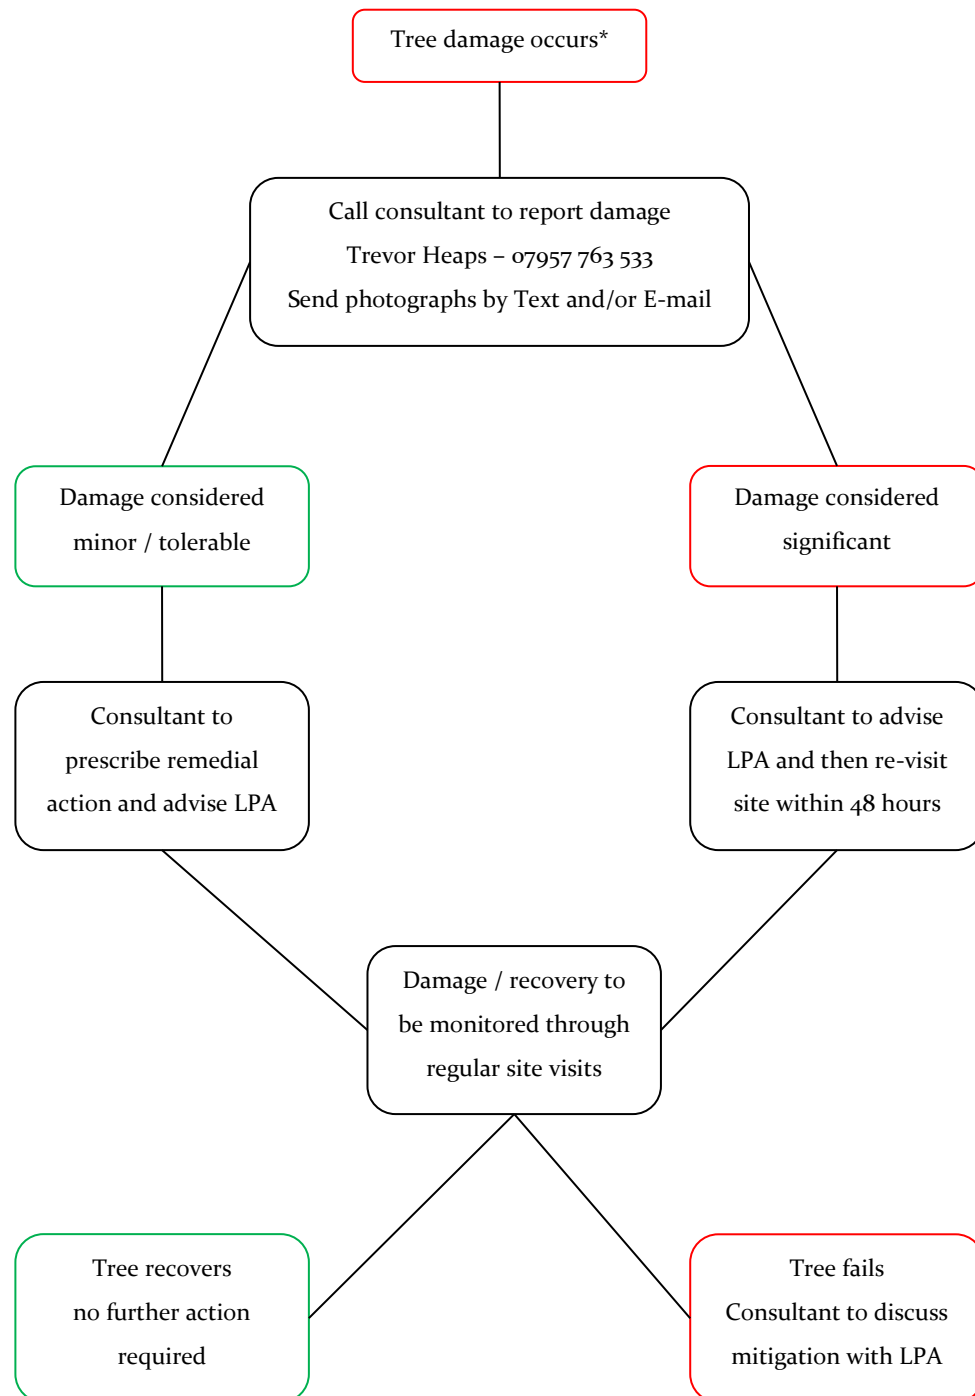 Tree damage occurs*
Call consultant to report damage
Trevor Heaps – 07957 763 533
Send photographs by Text and/or E-mail
Damage considered
minor / tolerable
Damage considered
significant
Consultant to
prescribe remedial
action and advise LPA
Consultant to advise
LPA and then re-visit
site within 48 hours
Damage / recovery to
be monitored through
regular site visits
Tree recovers
no further action
required
Tree fails
Consultant to discuss
mitigation with LPA